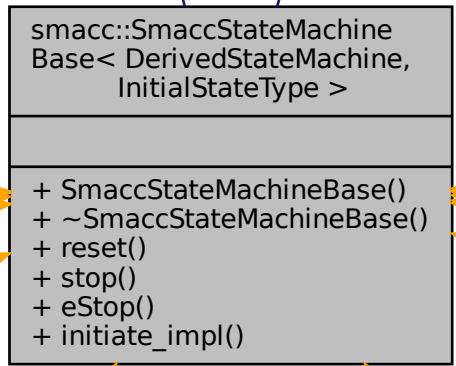 smacc::SmaccStateMachine
Base< DerivedStateMachine,
InitialStateType >
+ SmaccStateMachineBase()
+ ~SmaccStateMachineBase()
+ reset()
+ stop()
+ eStop()
+ initiate_impl()